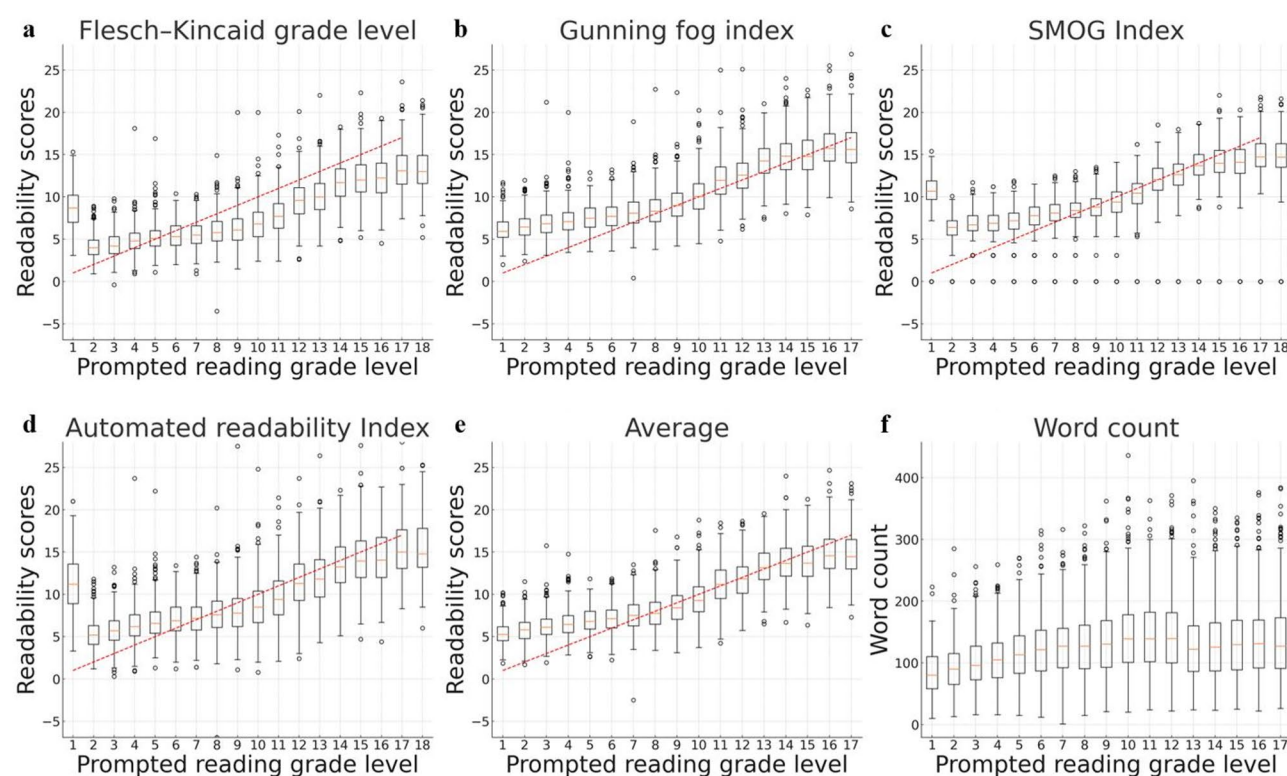 a Flesch–Kincaid grade level
Readability scores
25
20
15
10
5
0
−5
1 2 3 4 5 6 7 8 9 10 11 12 13 14 15 16 17 18
Prompted reading grade level
b Gunning fog index
Readability scores
25
20
15
10
5
0
−5
1 2 3 4 5 6 7 8 9 10 11 12 13 14 15 16 17
Prompted reading grade level
c SMOG Index
Readability scores
25
20
15
10
5
0
−5
1 2 3 4 5 6 7 8 9 10 11 12 13 14 15 16 17 18
Prompted reading grade level
d Automated readability Index
Readability scores
25
20
15
10
5
0
−5
1 2 3 4 5 6 7 8 9 10 11 12 13 14 15 16 17 18
Prompted reading grade level
e Average
Readability scores
25
20
15
10
5
0
−5
1 2 3 4 5 6 7 8 9 10 11 12 13 14 15 16 17
Prompted reading grade level
f Word count
Word count
400
300
200
100
0
1 2 3 4 5 6 7 8 9 10 11 12 13 14 15 16 17
Prompted reading grade level